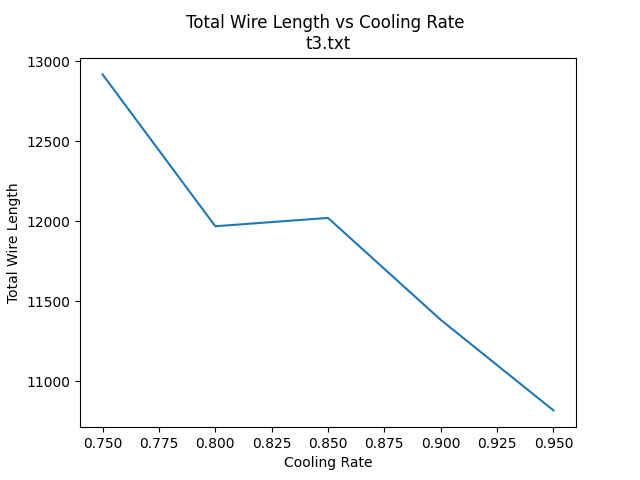 Total Wire Length vs Cooling Rate
t3.txt
13000
12500
12000
11500
11000
Total Wire Length
0.750 0.775 0.800 0.825 0.850 0.875 0.900 0.925 0.950
Cooling Rate